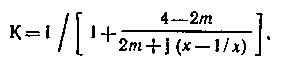 K = 1 / [ 1 + (4 — 2m) / (2m + j (x — 1/x)) ].